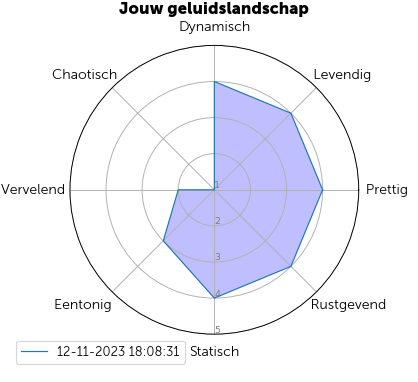 Jouw geluidslandschap
Dynamisch
Chaotisch
Levendig
Vervelend
1
Prettig
2
3
4
Eentonig
Rustgevend
5
12-11-2023 18:08:31
Statisch